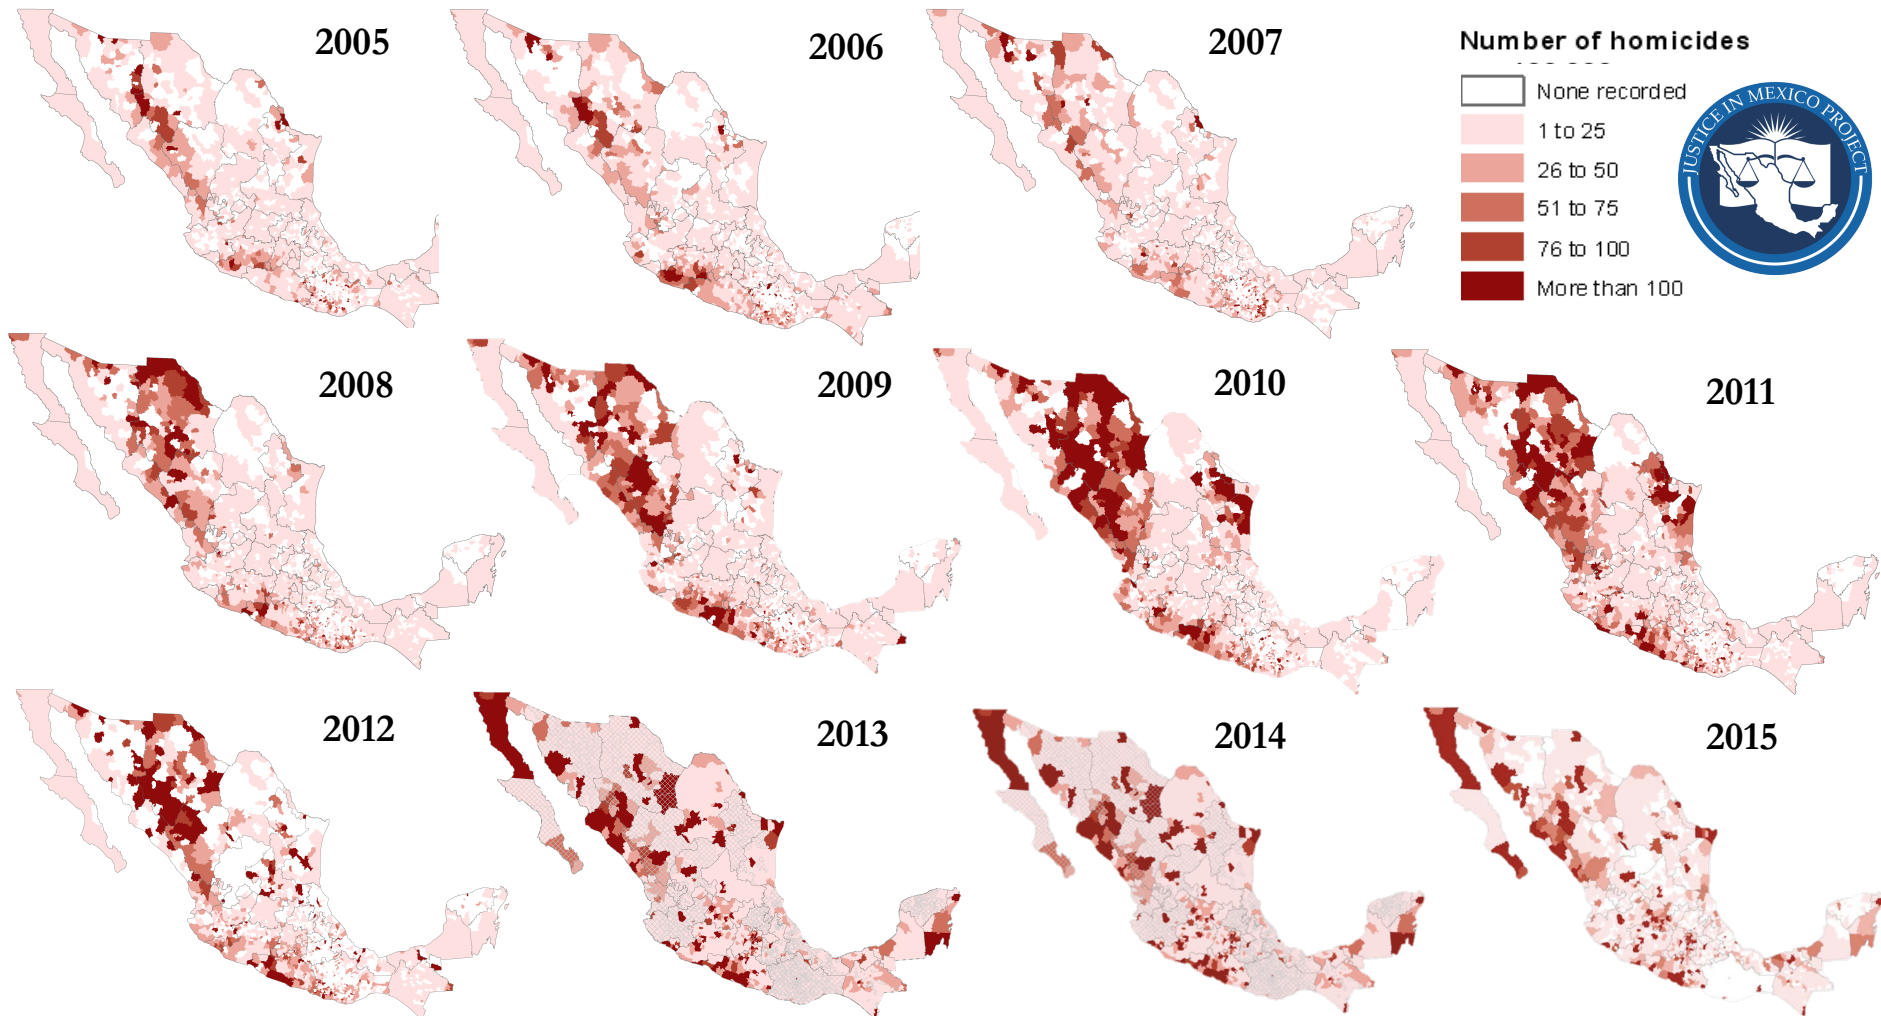 2005
2006
2007
Number of homicides
None recorded
1 to 25
26 to 50
51 to 75
76 to 100
More than 100
JUSTICE IN MEXICO PROJECT
2008
2009
2010
2011
2012
2013
2014
2015